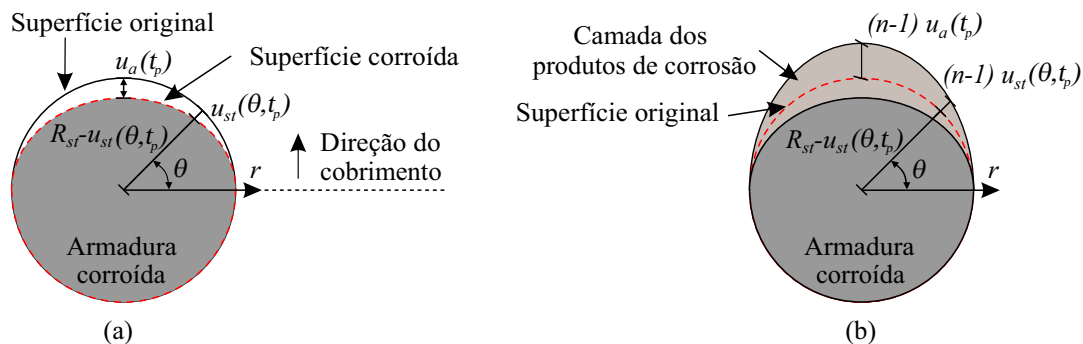 Superfície original
u_a(t_p)
Superfície corroída
u_st(θ,t_p)
R_st-u_st(θ,t_p)
θ
r
Direção do
cobrimento
Armadura
corroída
(a)
(n-1) u_a(t_p)
Camada dos
produtos de corrosão
(n-1) u_st(θ,t_p)
Superfície original
R_st-u_st(θ,t_p)
θ
r
Armadura
corroída
(b)